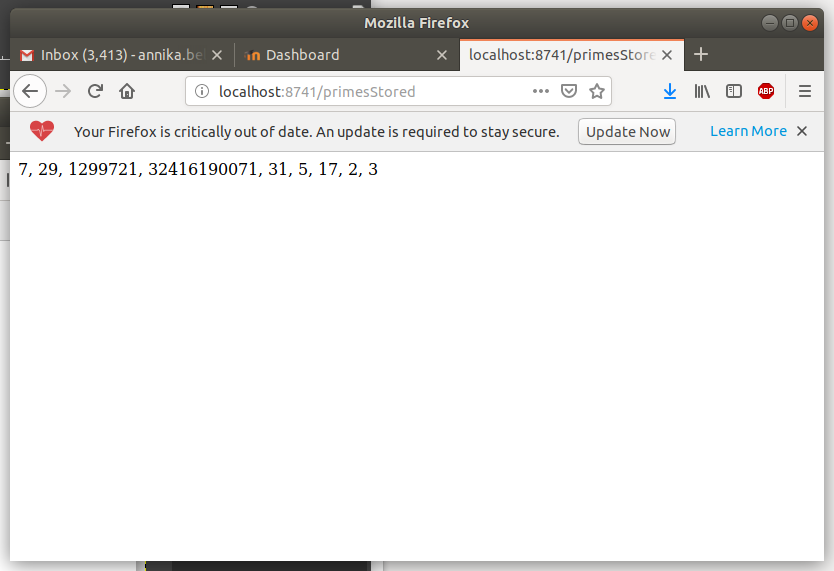 Mozilla Firefox
Inbox (3,413) - annika.be
Dashboard
localhost:8741/primesStore
localhost:8741/primesStored
ABP
Your Firefox is critically out of date. An update is required to stay secure.
Update Now
Learn More
7, 29, 1299721, 32416190071, 31, 5, 17, 2, 3